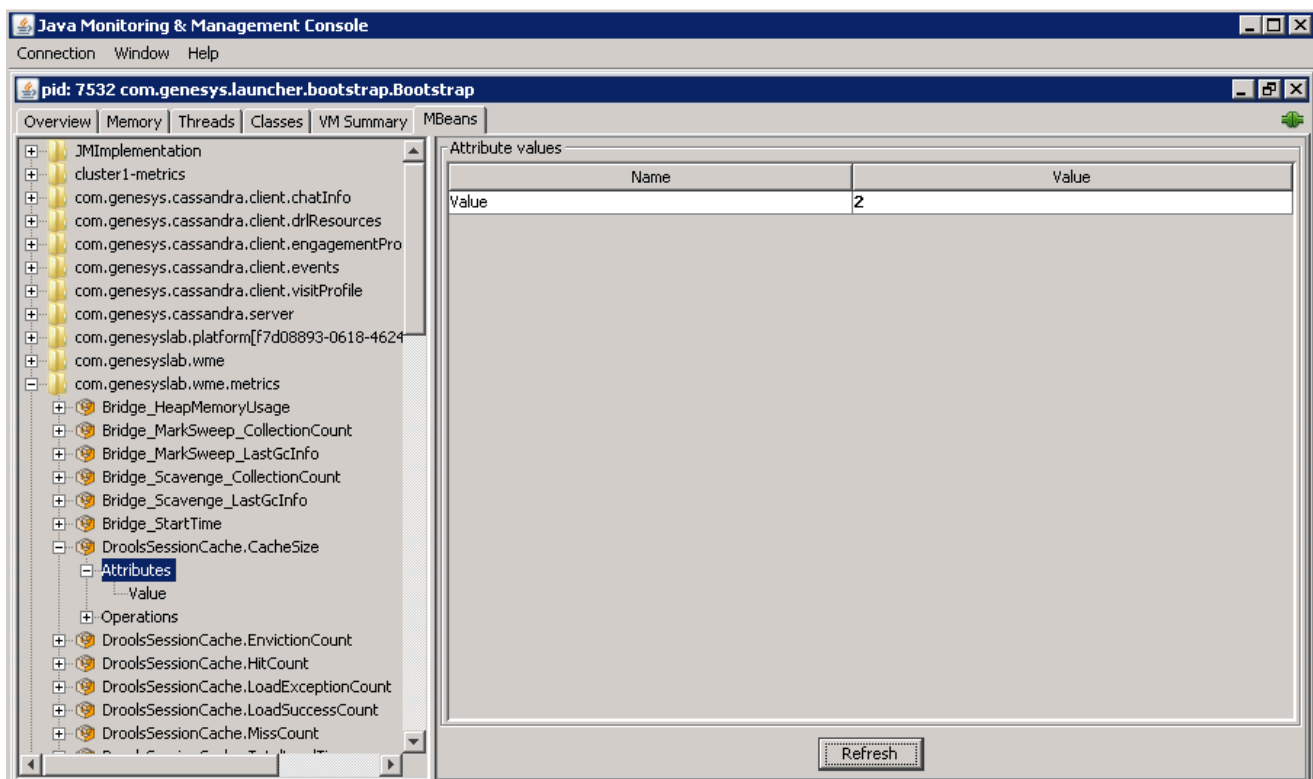 Java Monitoring & Management Console
Connection Window Help
pid: 7532 com.genesys.launcher.bootstrap.Bootstrap
Overview Memory Threads Classes VM Summary MBeans
JMImplementation
cluster1-metrics
com.genesys.cassandra.client.chatInfo
com.genesys.cassandra.client.drlResources
com.genesys.cassandra.client.engagementPro
com.genesys.cassandra.client.events
com.genesys.cassandra.client.visitProfile
com.genesys.cassandra.server
com.genesyslab.platform[f7d08893-0618-4624
com.genesyslab.wme
com.genesyslab.wme.metrics
Bridge_HeapMemoryUsage
Bridge_MarkSweep_CollectionCount
Bridge_MarkSweep_LastGcInfo
Bridge_Scavenge_CollectionCount
Bridge_Scavenge_LastGcInfo
Bridge_StartTime
DroolsSessionCache.CacheSize
Attributes
Value
Operations
DroolsSessionCache.EnvictionCount
DroolsSessionCache.HitCount
DroolsSessionCache.LoadExceptionCount
DroolsSessionCache.LoadSuccessCount
DroolsSessionCache.MissCount
Attribute values
Name Value
Value 2
Refresh